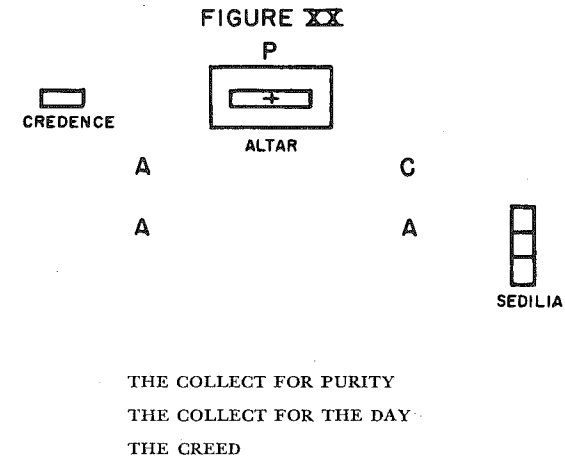 FIGURE XX
P
CREDENCE
ALTAR
A C
A A
SEDILIA
THE COLLECT FOR PURITY
THE COLLECT FOR THE DAY
THE CREED